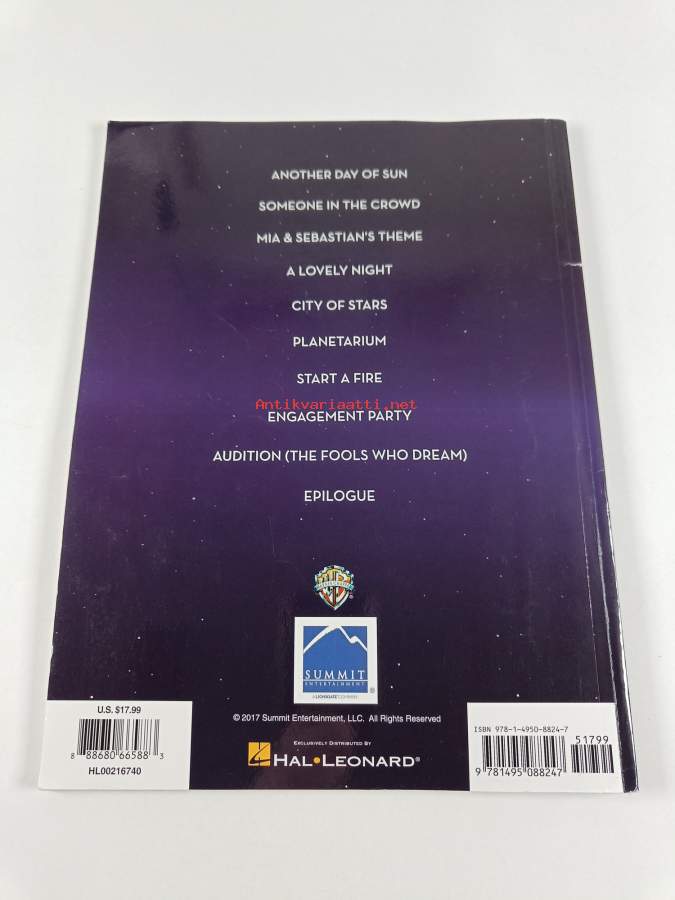 ANOTHER DAY OF SUN
SOMEONE IN THE CROWD
MIA & SEBASTIAN'S THEME
A LOVELY NIGHT
CITY OF STARS
PLANETARIUM
START A FIRE
Antikvariaatti.net
ENGAGEMENT PARTY
AUDITION (THE FOOLS WHO DREAM)
EPILOGUE
WB
SUMMIT
ENTERTAINMENT
®
A LIONSGATE COMPANY
© 2017 Summit Entertainment, LLC. All Rights Reserved
EXCLUSIVELY DISTRIBUTED BY
HAL•LEONARD®
U.S. $17.99
8 88680 66588 3
HL00216740
ISBN 978-1-4950-8824-7
51799
9 781495 088247